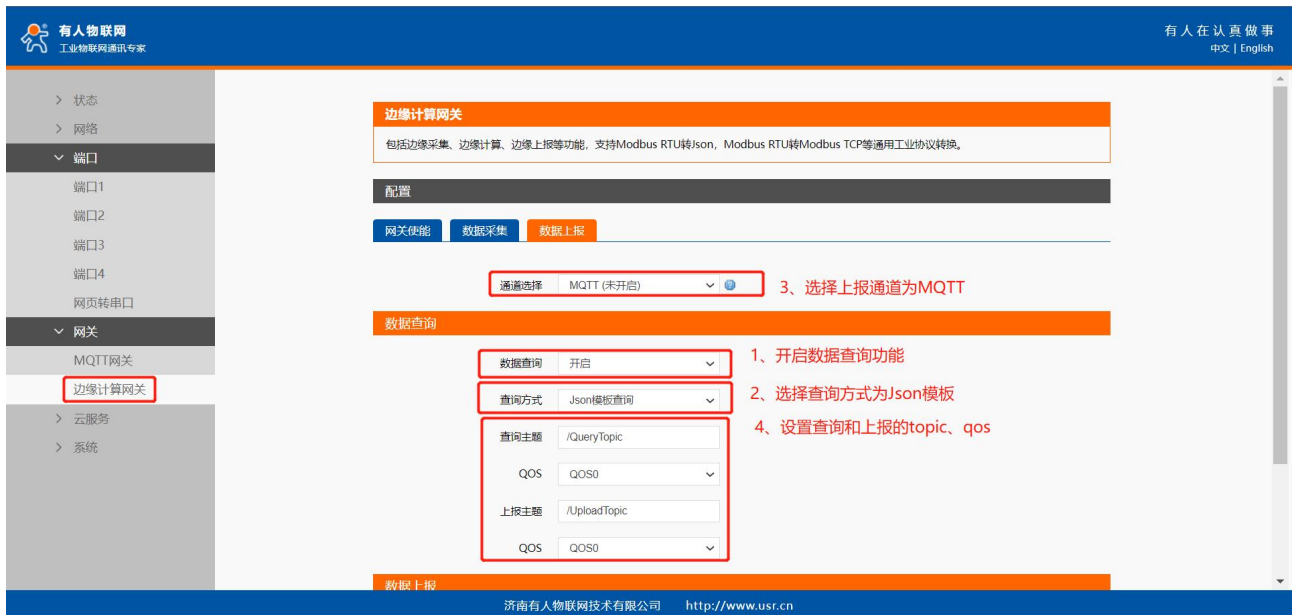 有人物联网
工业物联网通讯专家
有人在认真做事
中文 | English
状态
网络
端口
端口1
端口2
端口3
端口4
网页转串口
网关
MQTT网关
边缘计算网关
云服务
系统
边缘计算网关
包括边缘采集、边缘计算、边缘上报等功能，支持Modbus RTU转Json，Modbus RTU转Modbus TCP等通用工业协议转换。
配置
网关使能 数据采集 数据上报
通道选择 MQTT (未开启) 3、选择上报通道为MQTT
数据查询
数据查询 开启 1、开启数据查询功能
查询方式 Json模板查询 2、选择查询方式为Json模板
查询主题 /QueryTopic 4、设置查询和上报的topic、qos
QOS QOS0
上报主题 /UploadTopic
QOS QOS0
数据上报
济南有人物联网技术有限公司 http://www.usr.cn